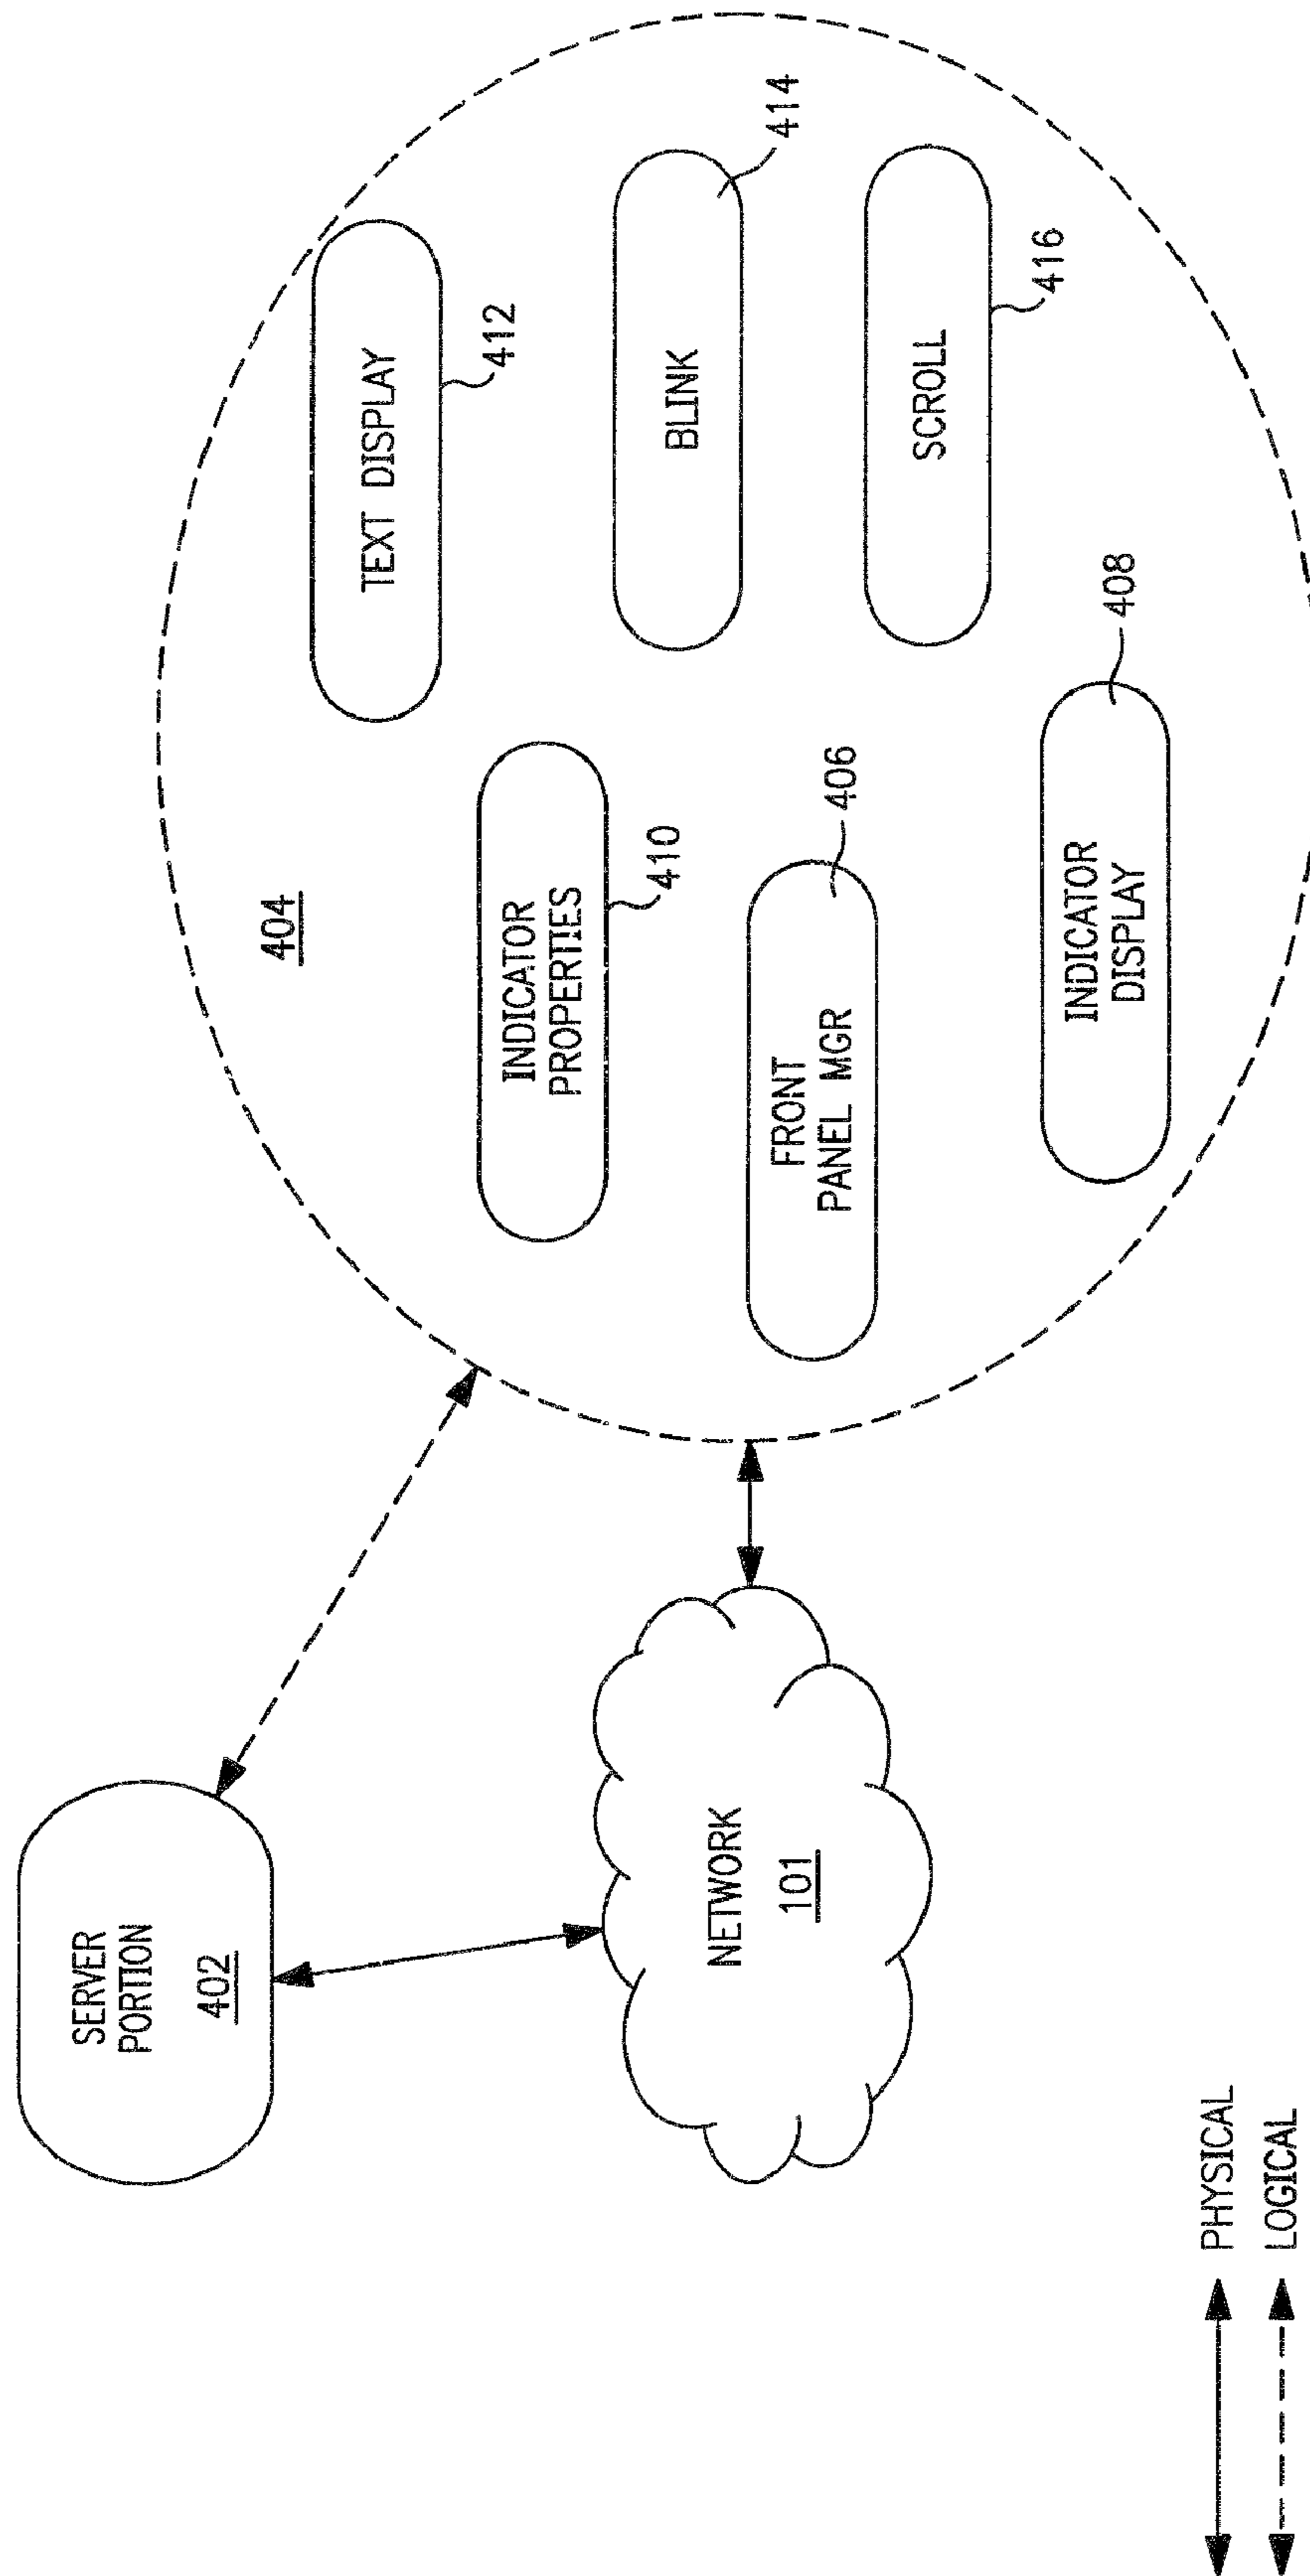 SERVER
PORTION
402
NETWORK
101
PHYSICAL
LOGICAL
404
TEXT DISPLAY
412
INDICATOR
PROPERTIES
410
BLINK
414
FRONT
PANEL MGR
406
SCROLL
416
INDICATOR
DISPLAY
408